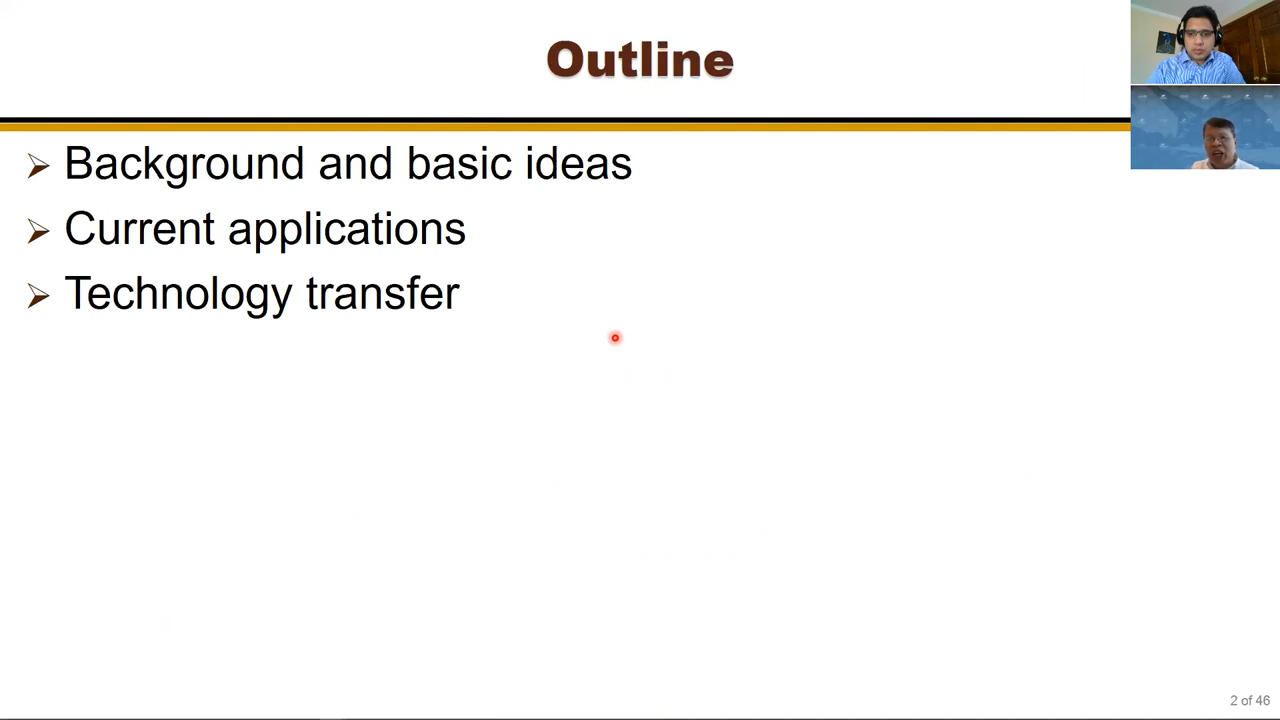 Outline
Background and basic ideas
Current applications
Technology transfer
2 of 46